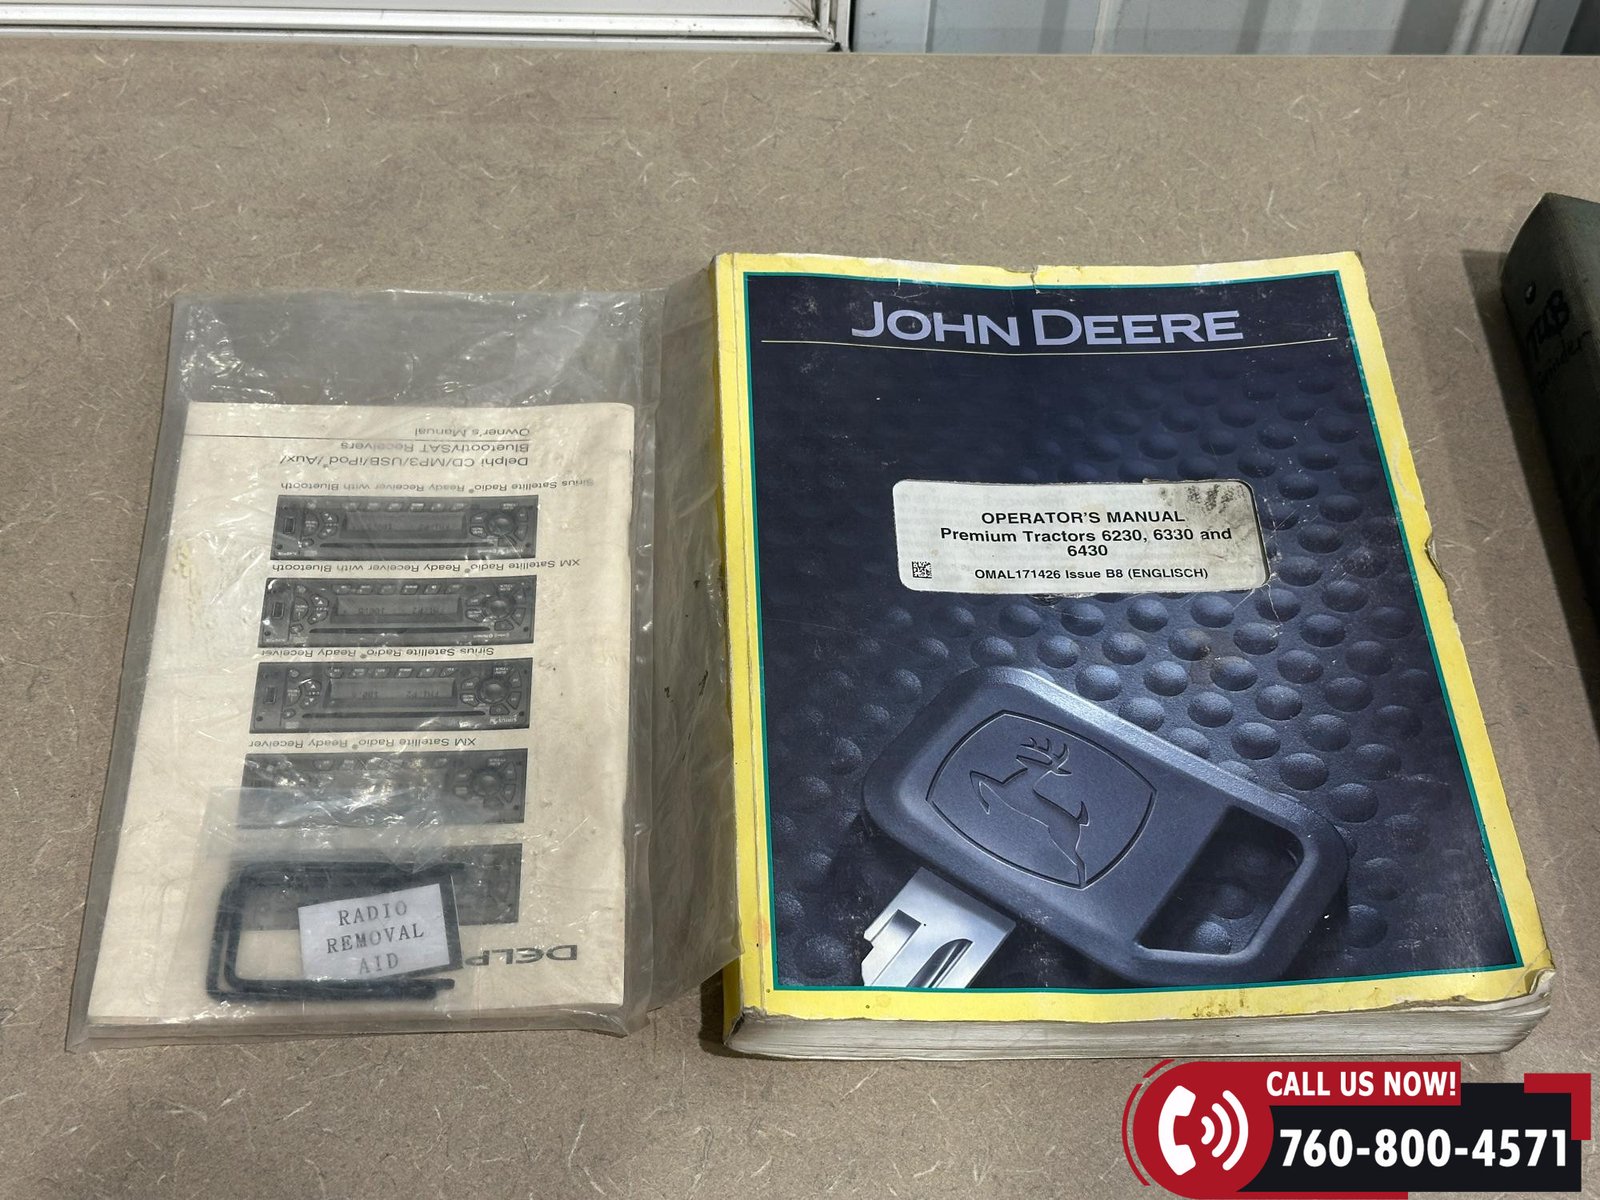 Owner's Manual
Bluetooth/SAT Receivers
Delphi CD/MP3/USB/iPod®/Aux/
Sirius Satellite Radio® Ready Receiver with Bluetooth
XM Satellite Radio® Ready Receiver with Bluetooth
Sirius Satellite Radio® Ready Receiver
XM Satellite Radio® Ready Receiver
RADIO
REMOVAL
AID
JOHN DEERE
OPERATOR'S MANUAL
Premium Tractors 6230, 6330 and
6430
OMAL171426 Issue B8 (ENGLISCH)
CALL US NOW!
760-800-4571